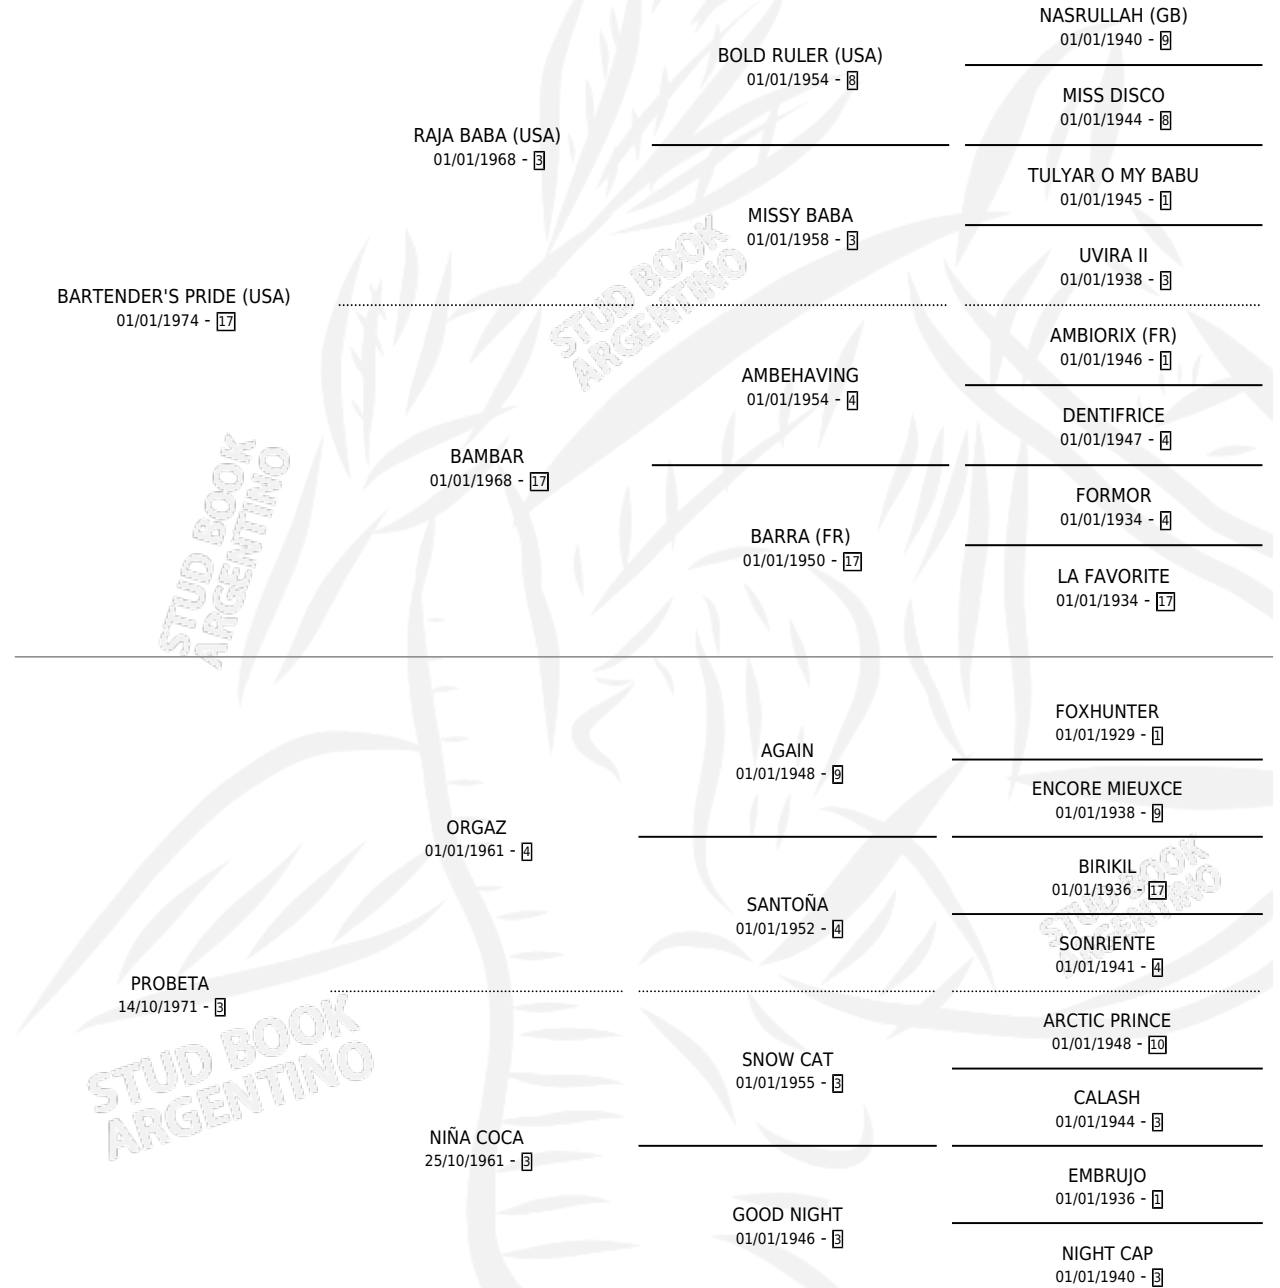 NASRULLAH (GB)
01/01/1940 - 9
BOLD RULER (USA)
01/01/1954 - 8
MISS DISCO
01/01/1944 - 8
RAJA BABA (USA)
01/01/1968 - 3
TULYAR O MY BABU
01/01/1945 - 1
MISSY BABA
01/01/1958 - 3
UVIRA II
01/01/1938 - 3
BARTENDER'S PRIDE (USA)
01/01/1974 - 17
AMBIORIX (FR)
01/01/1946 - 1
AMBEHAVING
01/01/1954 - 4
DENTIFRICE
01/01/1947 - 4
BAMBAR
01/01/1968 - 17
FORMOR
01/01/1934 - 4
BARRA (FR)
01/01/1950 - 17
LA FAVORITE
01/01/1934 - 17
FOXHUNTER
01/01/1929 - 1
AGAIN
01/01/1948 - 9
ENCORE MIEUXCE
01/01/1938 - 9
ORGAZ
01/01/1961 - 4
BIRIKIL
01/01/1936 - 17
SANTOÑA
01/01/1952 - 4
SONRIENTE
01/01/1941 - 4
PROBETA
14/10/1971 - 3
ARCTIC PRINCE
01/01/1948 - 10
SNOW CAT
01/01/1955 - 3
CALASH
01/01/1944 - 3
NIÑA COCA
25/10/1961 - 3
EMBRUJO
01/01/1936 - 1
GOOD NIGHT
01/01/1946 - 3
NIGHT CAP
01/01/1940 - 3
STUD BOOK
ARGENTINO
STUD BOOK
ARGENTINO
STUD BOOK
ARGENTINO
STUD BOOK
ARGENTINO